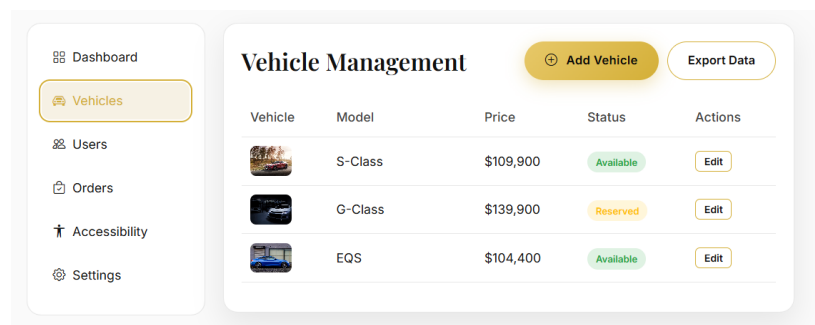 Dashboard
Vehicles
Users
Orders
Accessibility
Settings
Vehicle Management
Add Vehicle
Export Data
Vehicle Model Price Status Actions
S-Class $109,900 Available Edit
G-Class $139,900 Reserved Edit
EQS $104,400 Available Edit